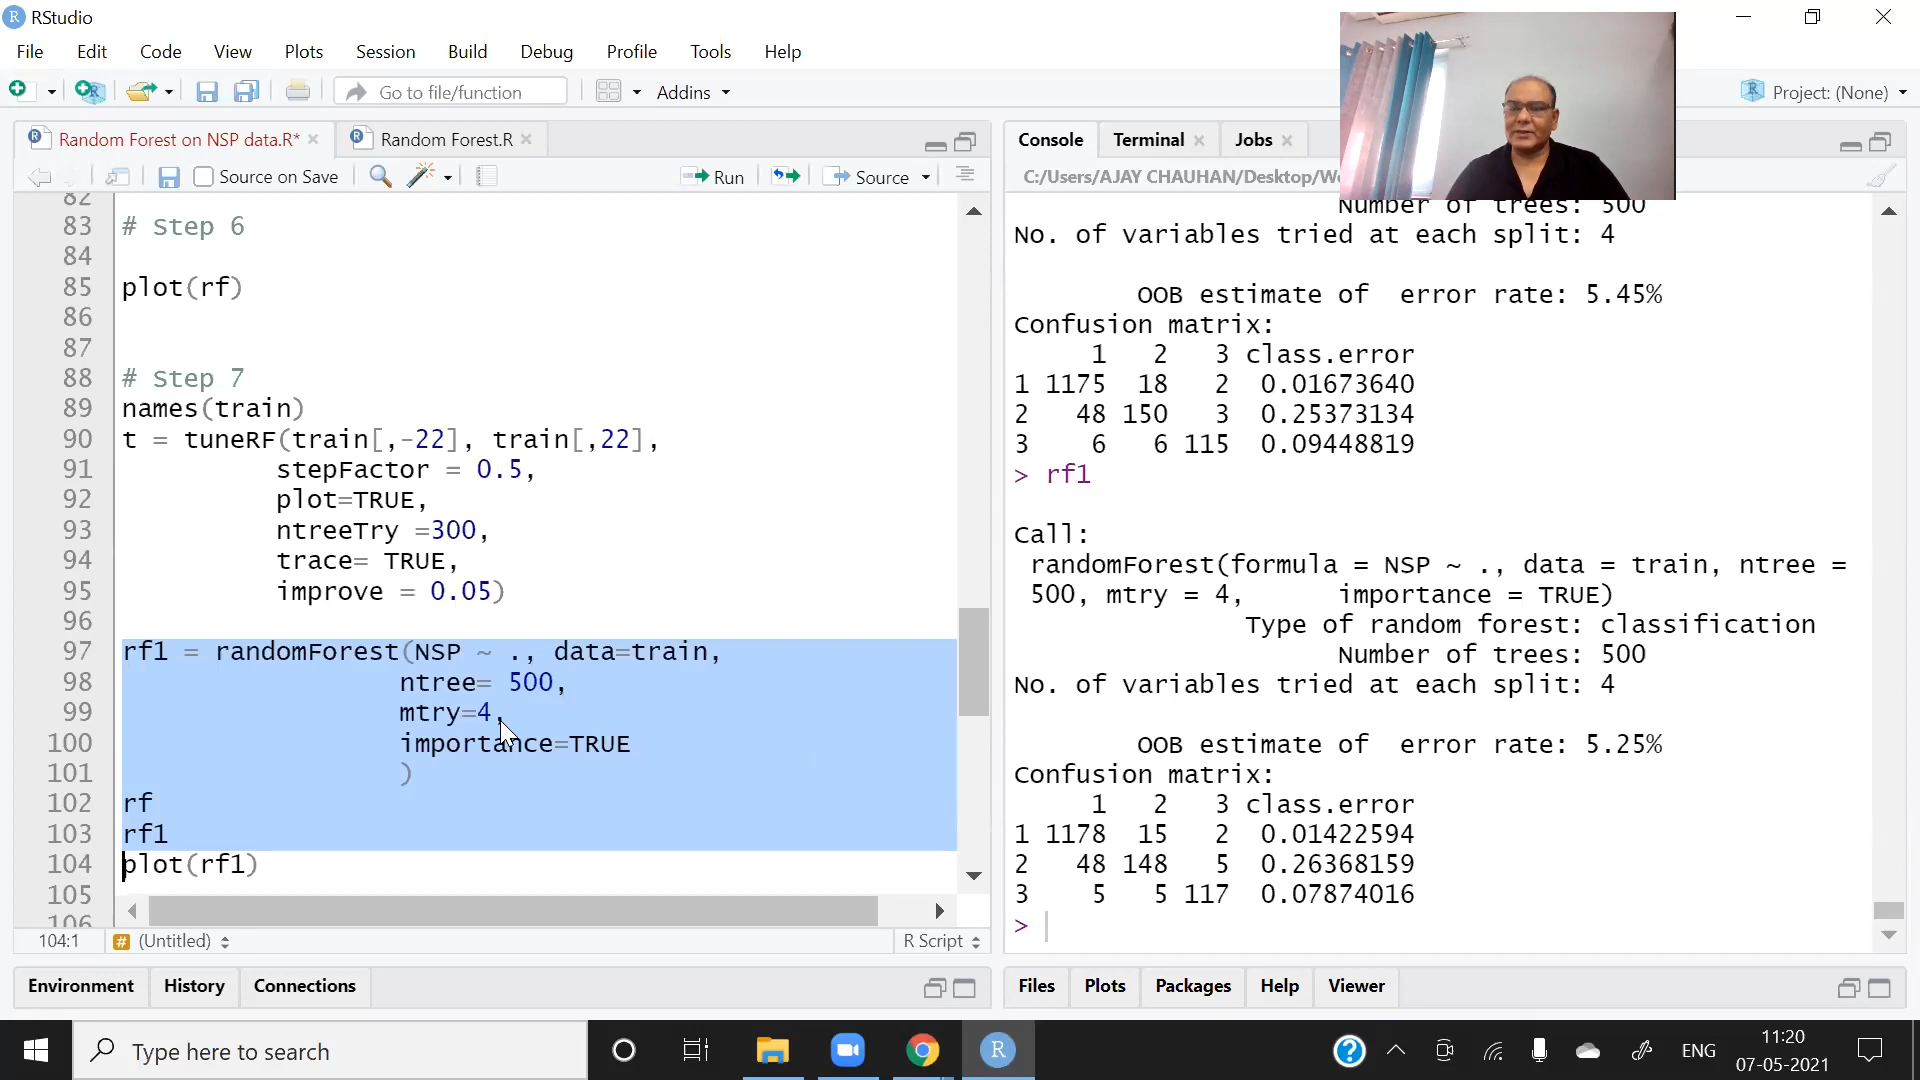 RStudio
File Edit Code View Plots Session Build Debug Profile Tools Help
Go to file/function Addins Project: (None)
Random Forest on NSP data.R* Random Forest.R
Source on Save Run Source
82
83 # Step 6
84
85 plot(rf)
86
87
88 # Step 7
89 names(train)
90 t = tuneRF(train[,-22], train[,22],
91 stepFactor = 0.5,
92 plot=TRUE,
93 ntreeTry =300,
94 trace= TRUE,
95 improve = 0.05)
96
97 rf1 = randomForest(NSP ~ ., data=train,
98 ntree= 500,
99 mtry=4,
100 importance=TRUE
101 )
102 rf
103 rf1
104 plot(rf1)
105
106
104:1 # (Untitled) R Script
Environment History Connections
Console Terminal Jobs
C:/Users/AJAY CHAUHAN/Desktop/W
Number of trees: 500
No. of variables tried at each split: 4
OOB estimate of error rate: 5.45%
Confusion matrix:
1 2 3 class.error
1 1175 18 2 0.01673640
2 48 150 3 0.25373134
3 6 6 115 0.09448819
> rf1
Call:
randomForest(formula = NSP ~ ., data = train, ntree =
500, mtry = 4, importance = TRUE)
Type of random forest: classification
Number of trees: 500
No. of variables tried at each split: 4
OOB estimate of error rate: 5.25%
Confusion matrix:
1 2 3 class.error
1 1178 15 2 0.01422594
2 48 148 5 0.26368159
3 5 5 117 0.07874016
>
Files Plots Packages Help Viewer
Type here to search
R
ENG
11:20
07-05-2021